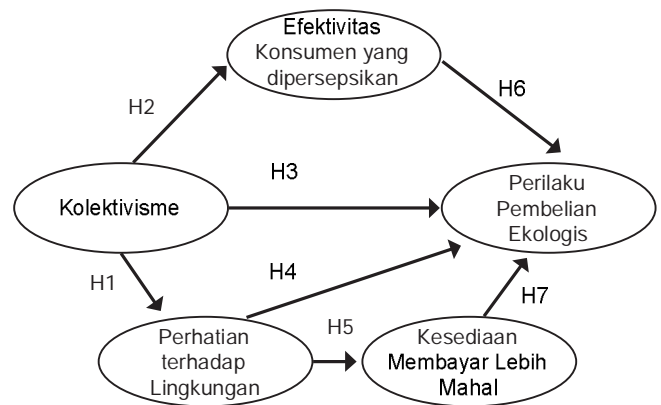 Efektivitas
Konsumen yang
dipersepsikan
H2
H6
H3
Kolektivisme
Perilaku
Pembelian
Ekologis
H1
H4
H7
H5
Perhatian
terhadap
Lingkungan
Kesediaan
Membayar Lebih
Mahal